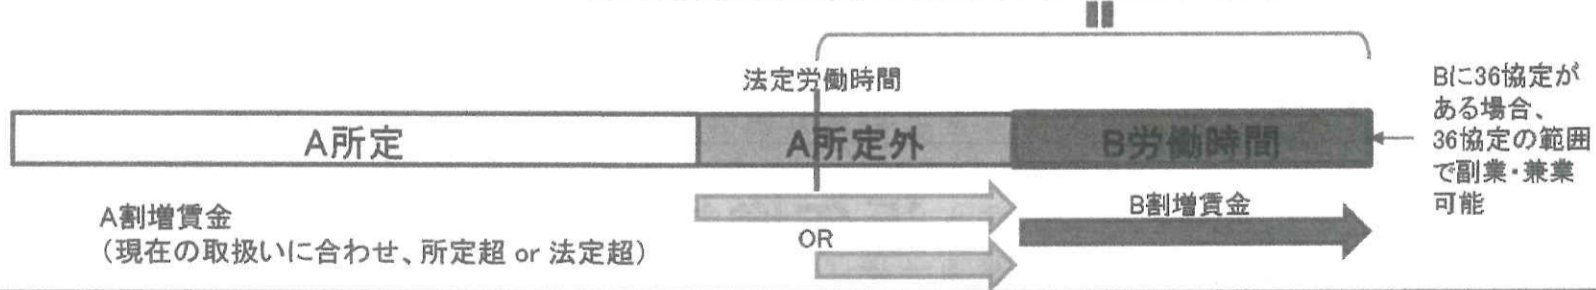 法定労働時間
A所定
A所定外
B労働時間
Bに36協定が
ある場合、
36協定の範囲
で副業・兼業
可能
A割増賃金
（現在の取扱いに合わせ、所定超 or 法定超）
OR
B割増賃金